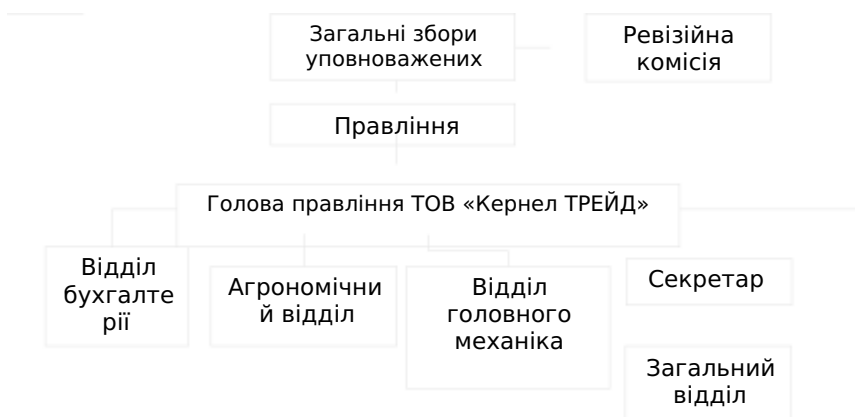 Загальні збори
уповноважених
Ревізійна
комісія
Правління
Голова правління ТОВ «Кернел ТРЕЙД»
Відділ
бухгалте
рії
Агрономічни
й відділ
Відділ
головного
механіка
Секретар
Загальний
відділ